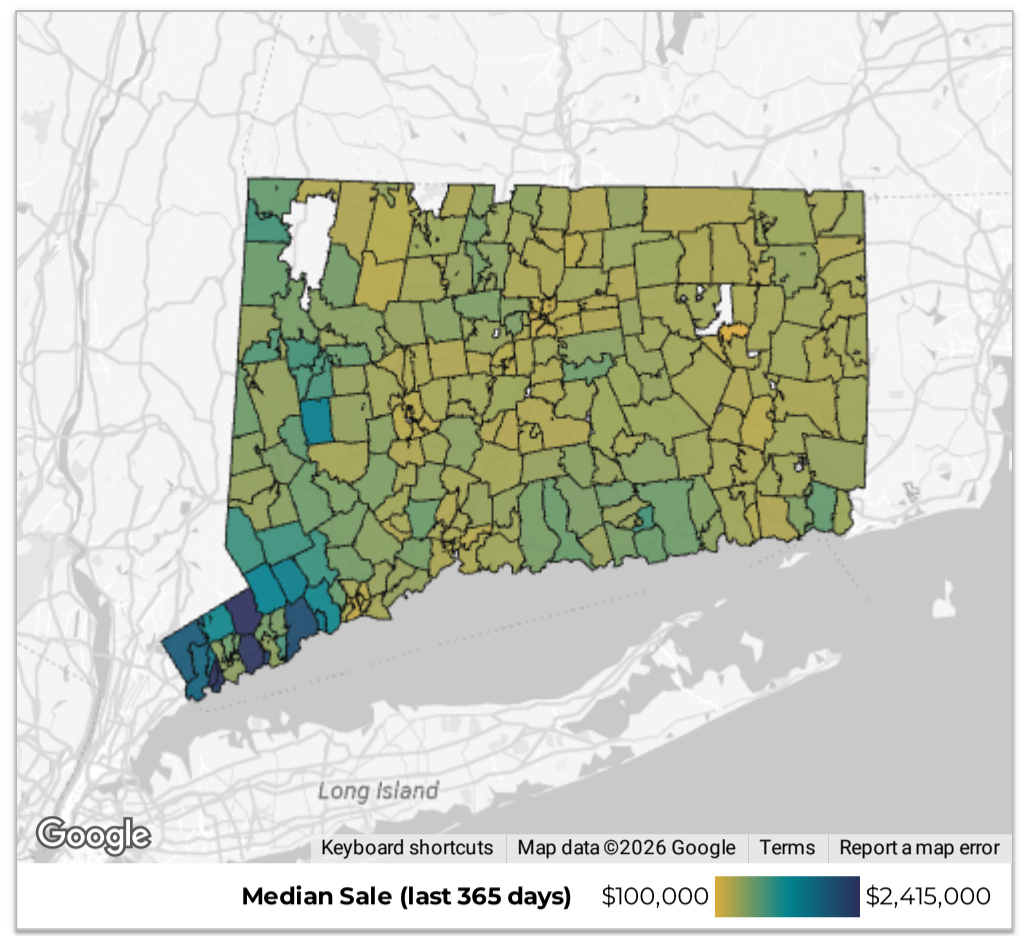 Long Island
Google
Keyboard shortcuts
Map data ©2026 Google
Terms
Report a map error
Median Sale (last 365 days) $100,000 $2,415,000